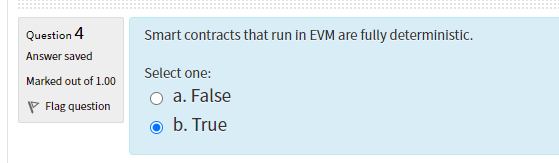 Question 4
Answer saved
Marked out of 1.00
Flag question
Smart contracts that run in EVM are fully deterministic.
Select one:
a. False
b. True